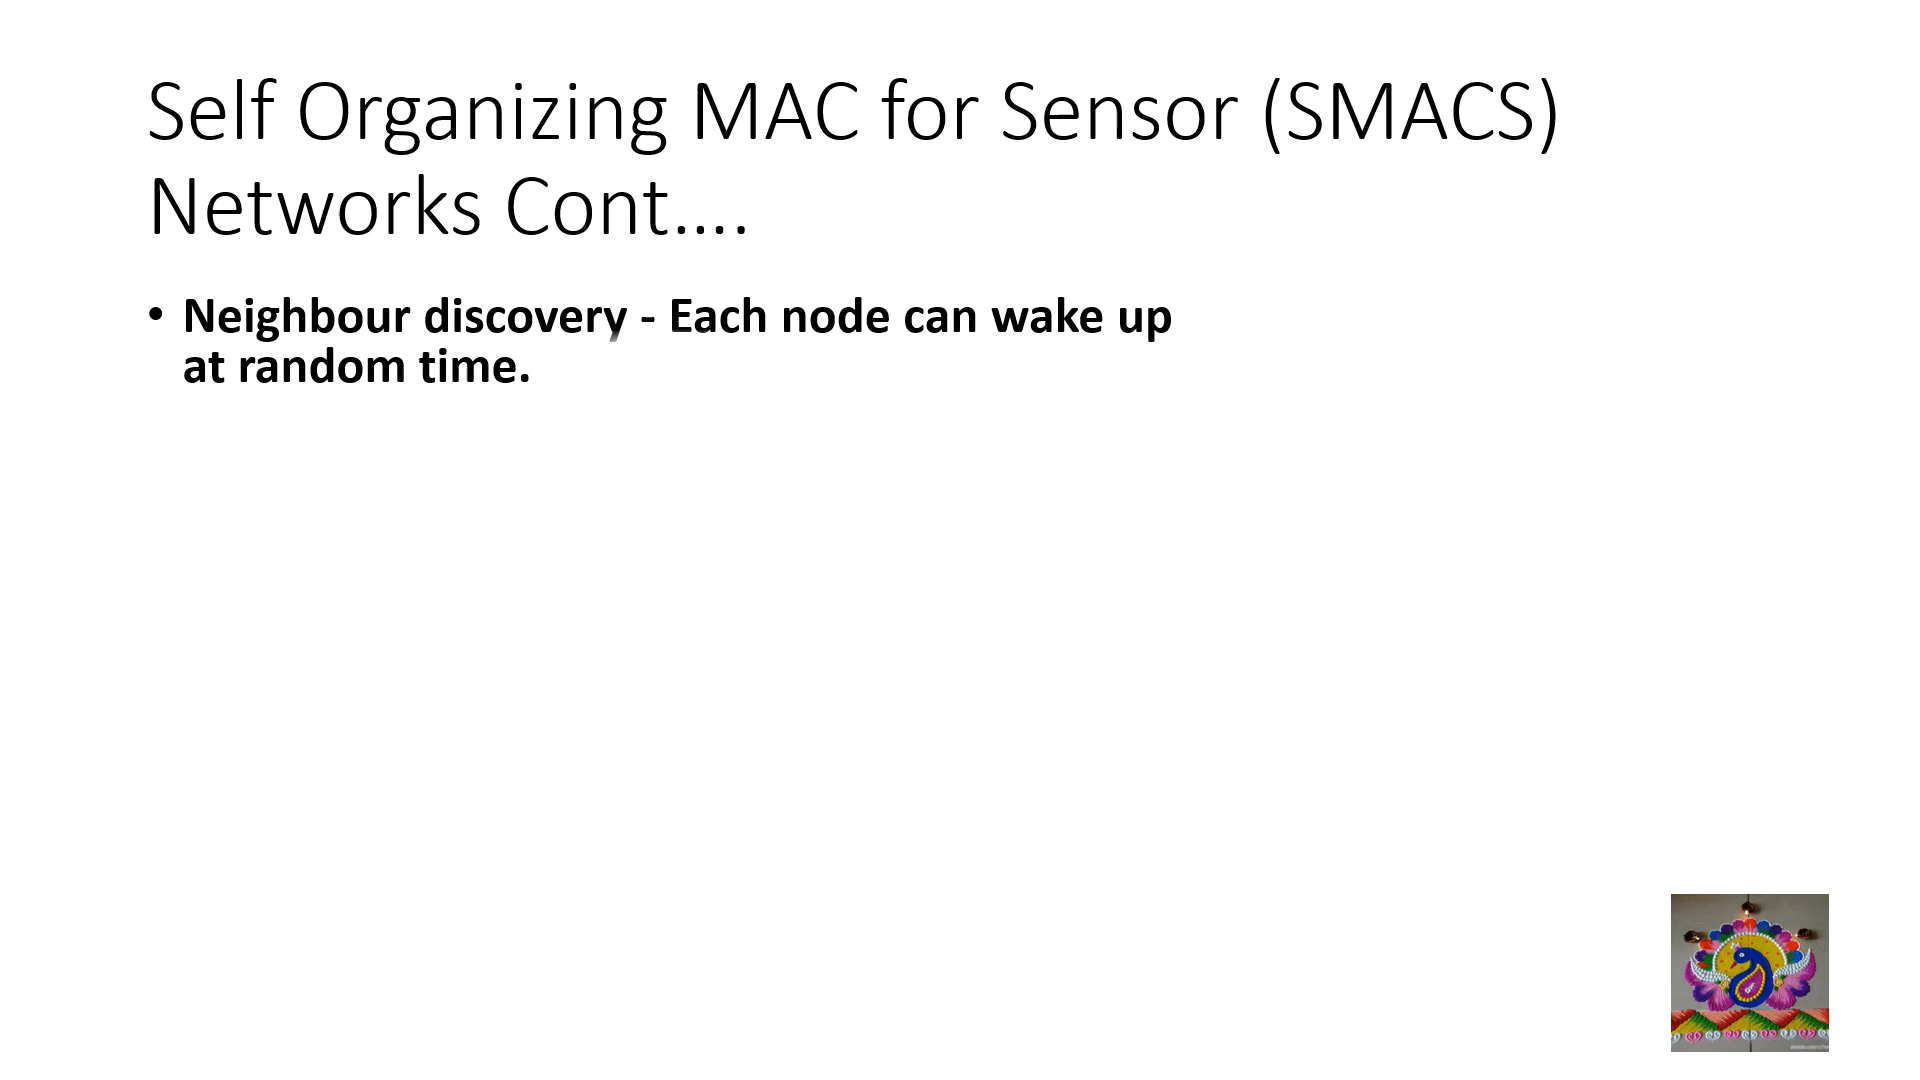 Self Organizing MAC for Sensor (SMACS)
Networks Cont....
• Neighbour discovery - Each node can wake up
at random time.